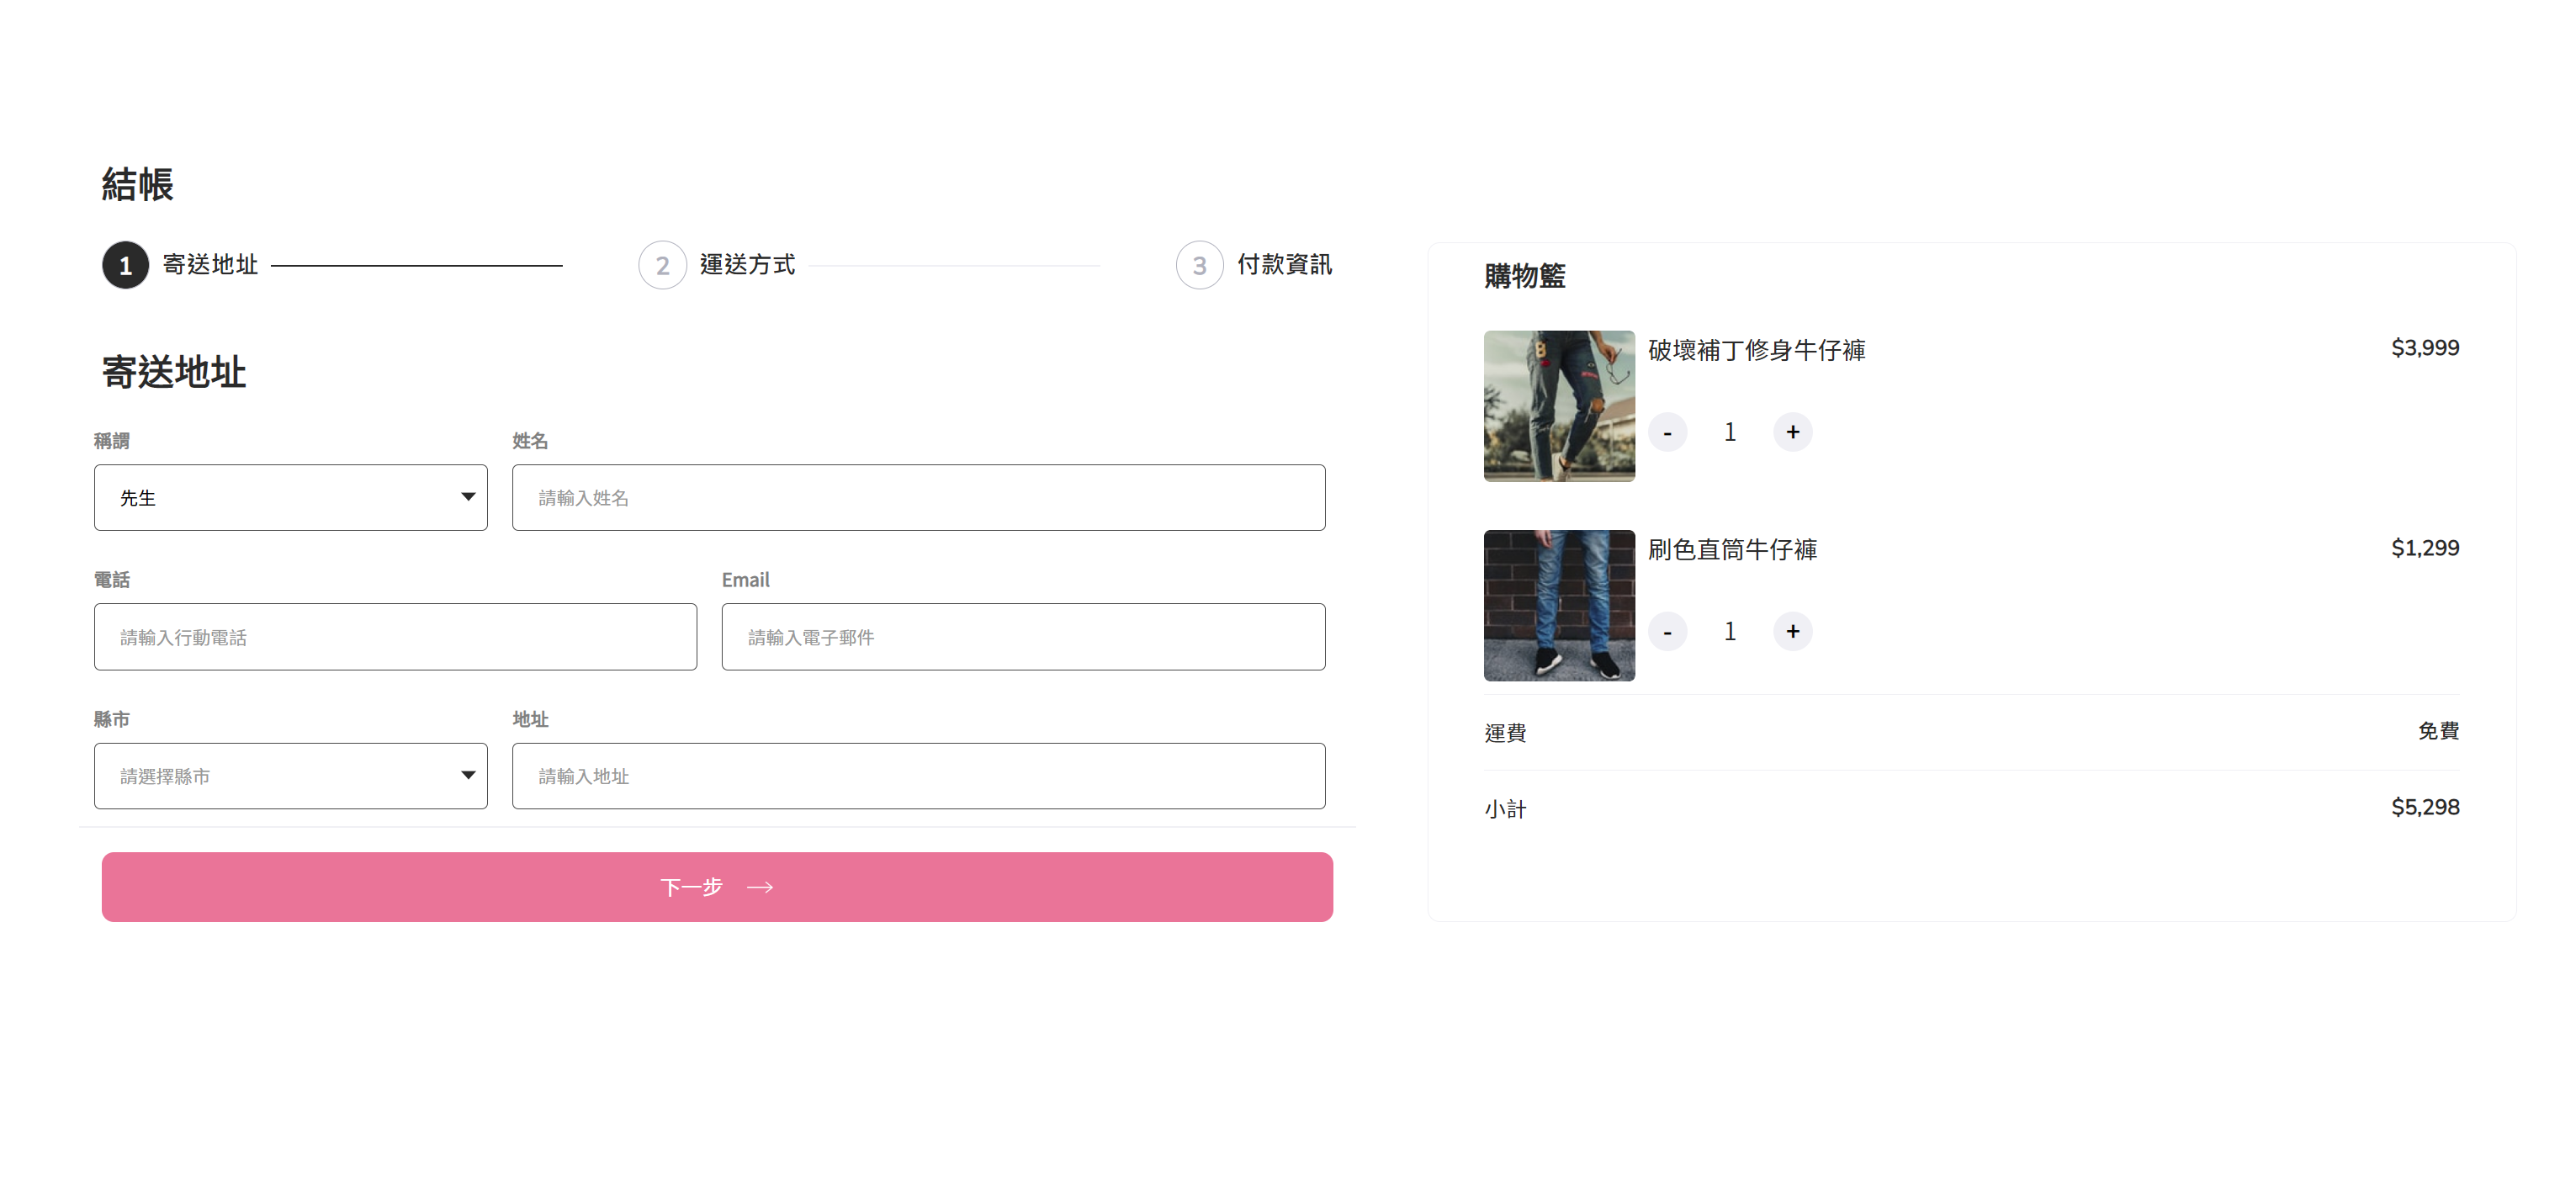 結帳
1 寄送地址
2 運送方式
3 付款資訊
寄送地址
稱謂
姓名
先生
請輸入姓名
電話
Email
請輸入行動電話
請輸入電子郵件
縣市
地址
請選擇縣市
請輸入地址
下一步 →
購物籃
破壞補丁修身牛仔褲
$3,999
- 1 +
刷色直筒牛仔褲
$1,299
- 1 +
運費
免費
小計
$5,298